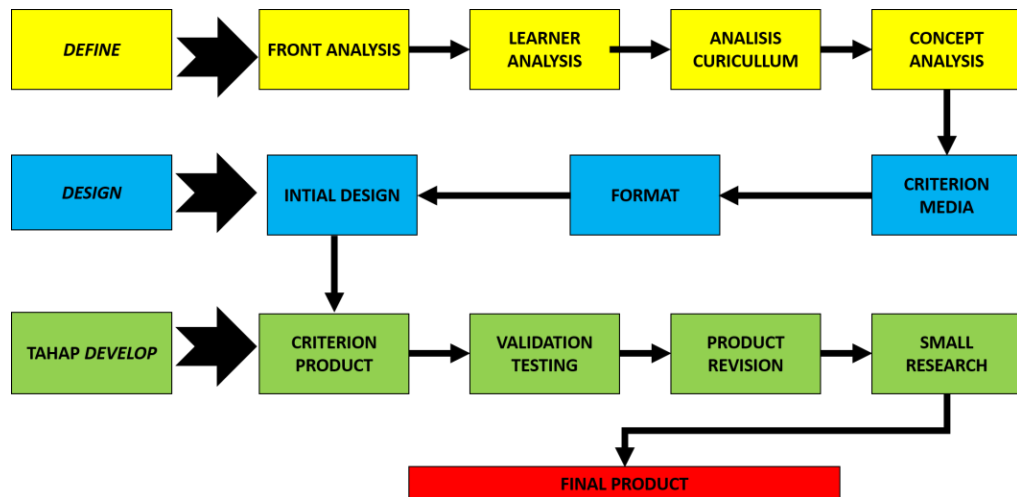 DEFINE
FRONT ANALYSIS
LEARNER
ANALYSIS
ANALISIS
CURICULLUM
CONCEPT
ANALYSIS
DESIGN
INTIAL DESIGN
FORMAT
CRITERION
MEDIA
TAHAP DEVELOP
CRITERION
PRODUCT
VALIDATION
TESTING
PRODUCT
REVISION
SMALL
RESEARCH
FINAL PRODUCT